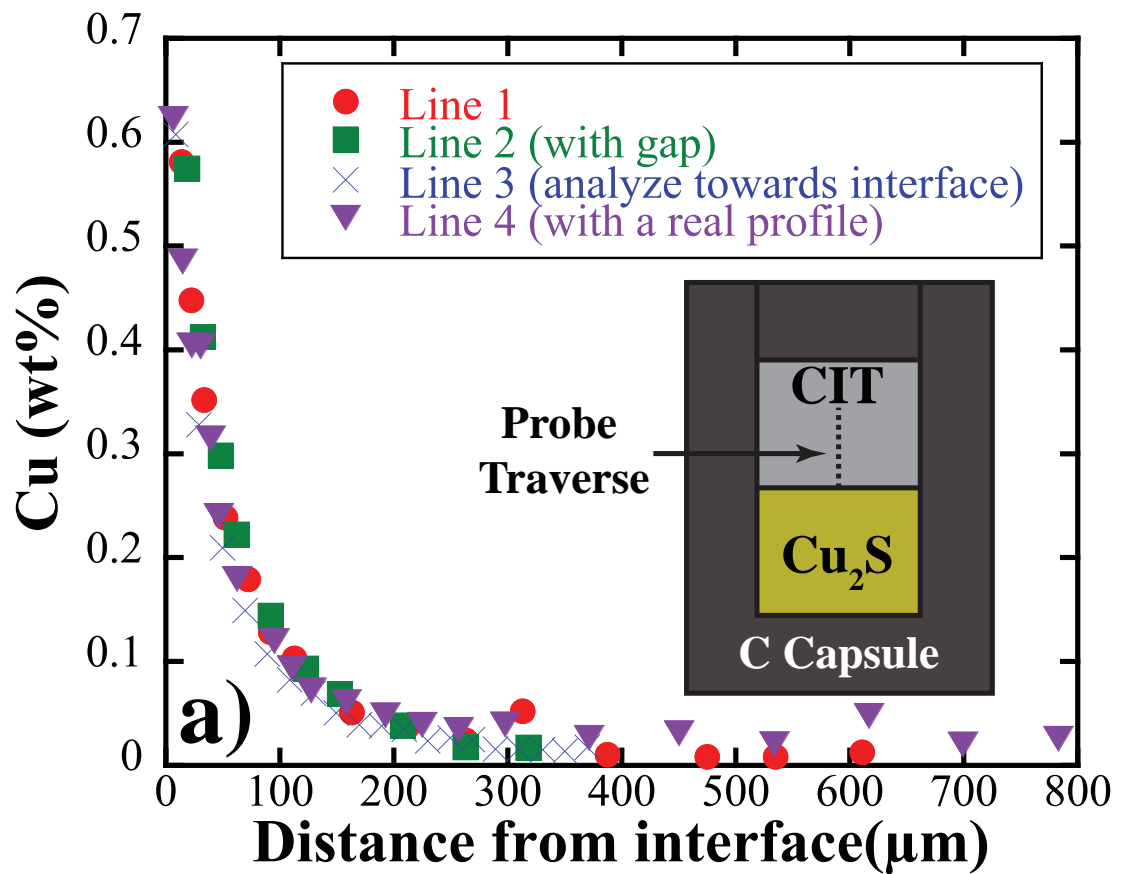 0.7
0.6
0.5
0.4
0.3
0.2
0.1
0
Cu (wt%)
Line 1
Line 2 (with gap)
Line 3 (analyze towards interface)
Line 4 (with a real profile)
Probe
Traverse
CIT
Cu₂S
C Capsule
a)
0 100 200 300 400 500 600 700 800
Distance from interface(μm)